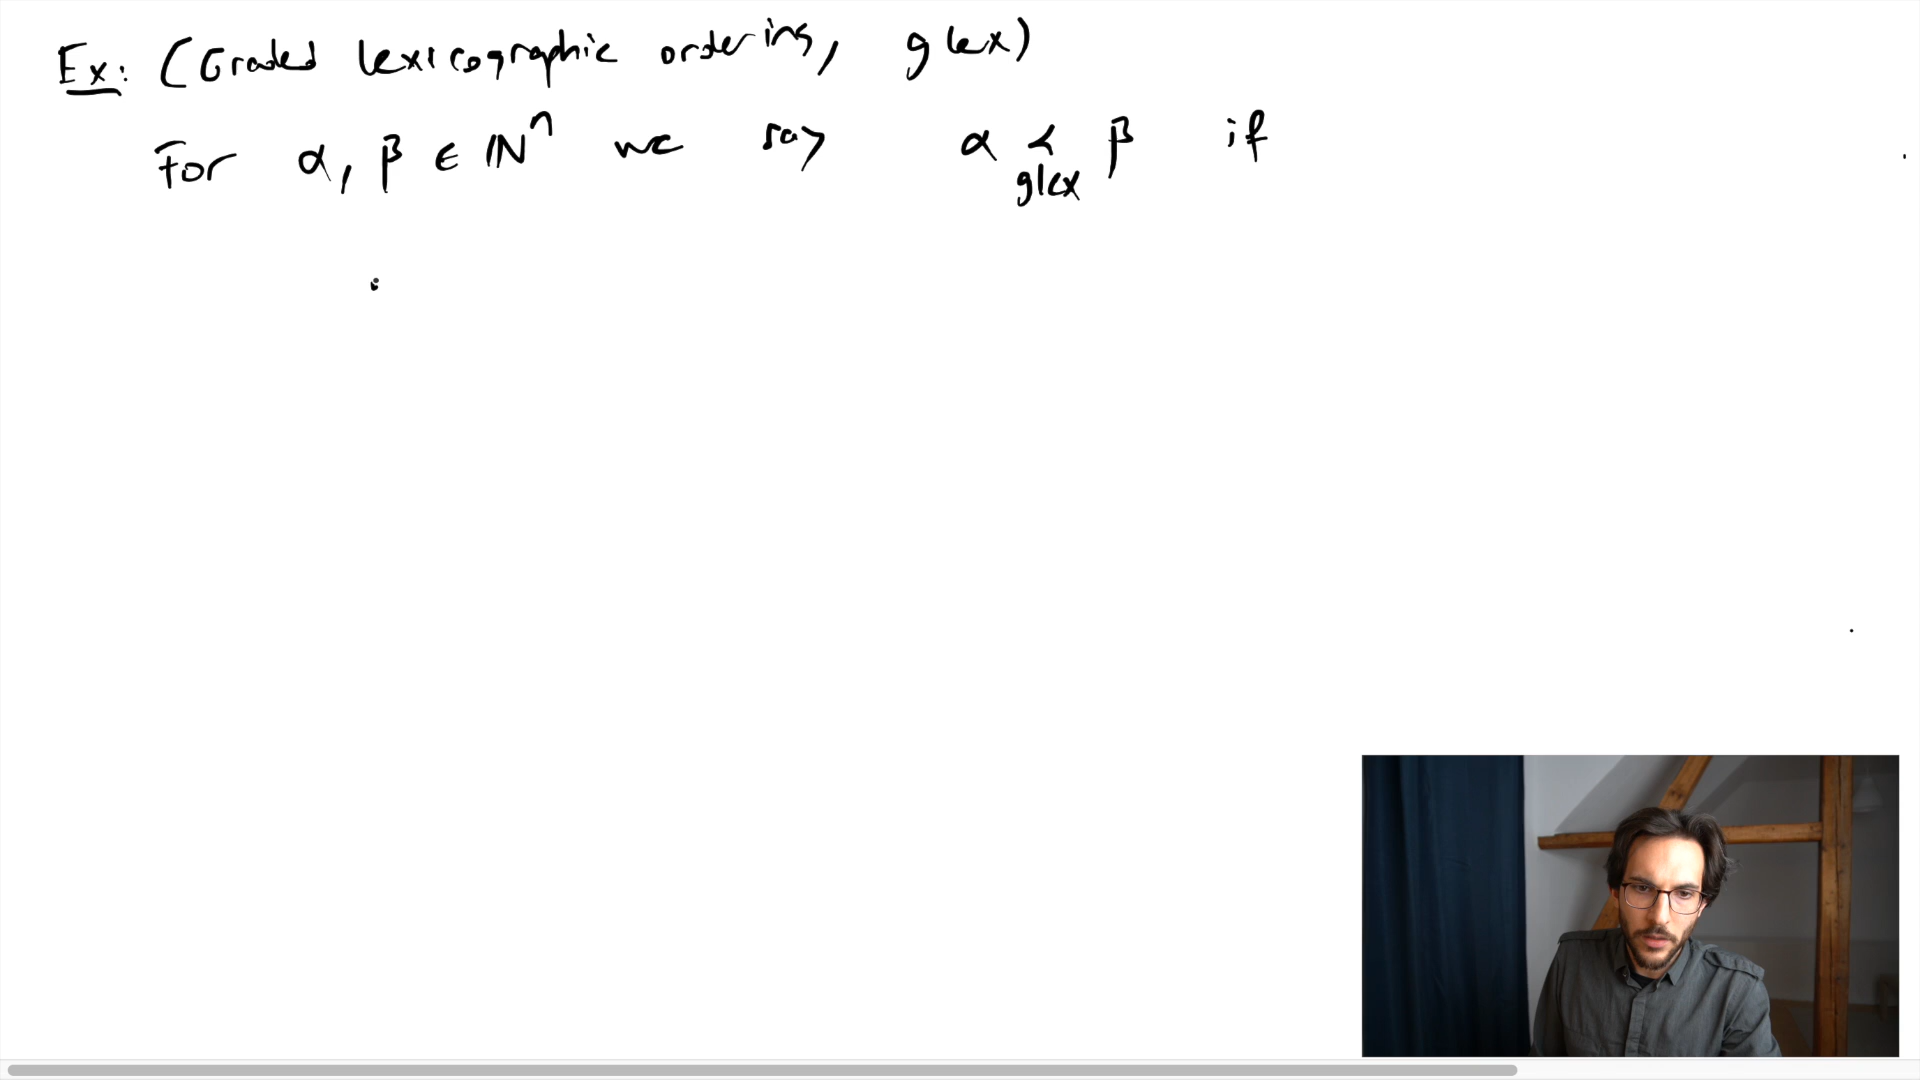 Ex: (Graded lexicographic ordering, glex)
For α, β ∈ ℕⁿ we say α ≺ β if
glex